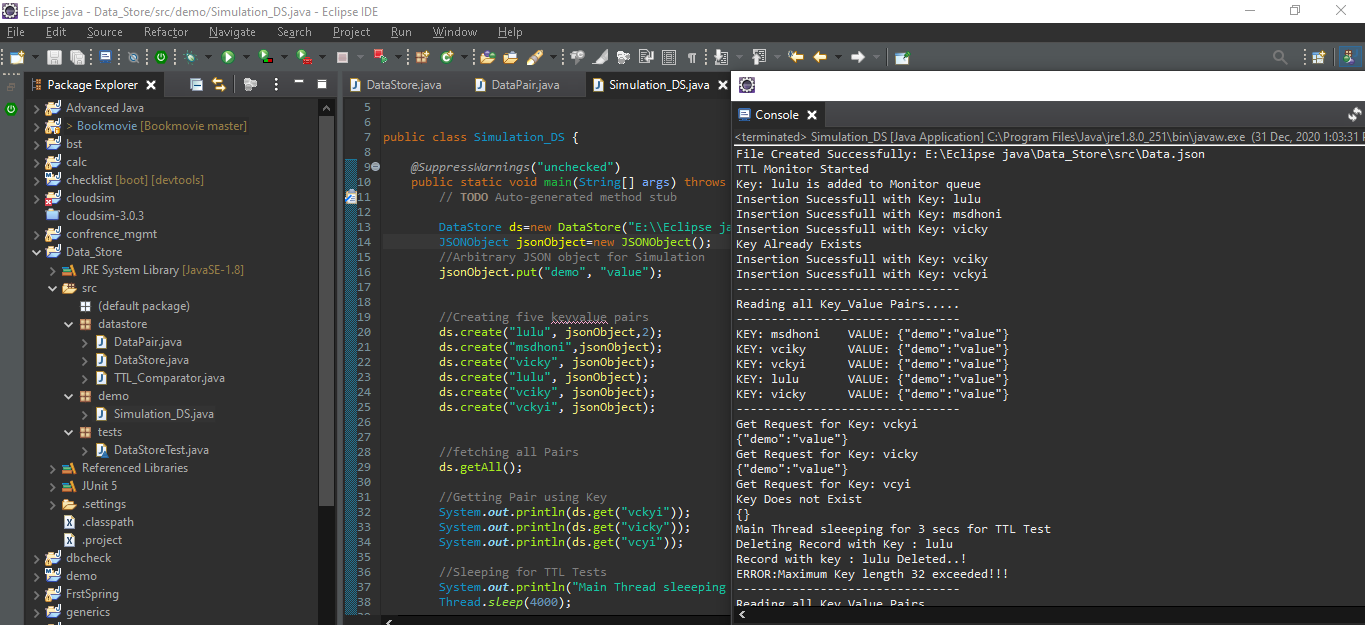 Eclipse java - Data_Store/src/demo/Simulation_DS.java - Eclipse IDE
File Edit Source Refactor Navigate Search Project Run Window Help
Package Explorer
Advanced Java
> Bookmovie [Bookmovie master]
bst
calc
checklist [boot] [devtools]
cloudsim
cloudsim-3.0.3
confrence_mgmt
Data_Store
JRE System Library [JavaSE-1.8]
src
(default package)
datastore
DataPair.java
DataStore.java
TTL_Comparator.java
demo
Simulation_DS.java
tests
DataStoreTest.java
Referenced Libraries
JUnit 5
.settings
.classpath
.project
dbcheck
demo
FrstSpring
generics
DataStore.java DataPair.java Simulation_DS.java
5
6
7 public class Simulation_DS {
8
9 @SuppressWarnings("unchecked")
10 public static void main(String[] args) throws
11 // TODO Auto-generated method stub
12
13 DataStore ds=new DataStore("E:\\Eclipse ja
14 JSONObject jsonObject=new JSONObject();
15 //Arbitrary JSON object for Simulation
16 jsonObject.put("demo", "value");
17
18
19 //Creating five keyvalue pairs
20 ds.create("lulu", jsonObject,2);
21 ds.create("msdhoni",jsonObject);
22 ds.create("vicky", jsonObject);
23 ds.create("lulu", jsonObject);
24 ds.create("vciky", jsonObject);
25 ds.create("vckyi", jsonObject);
26
27
28 //fetching all Pairs
29 ds.getAll();
30
31 //Getting Pair using Key
32 System.out.println(ds.get("vckyi"));
33 System.out.println(ds.get("vicky"));
34 System.out.println(ds.get("vcyi"));
35
36 //Sleeping for TTL Tests
37 System.out.println("Main Thread sleeeping
38 Thread.sleep(4000);
Console
<terminated> Simulation_DS [Java Application] C:\Program Files\Java\jre1.8.0_251\bin\javaw.exe (31 Dec, 2020 1:03:31
File Created Successfully: E:\Eclipse java\Data_Store\src\Data.json
TTL Monitor Started
Key: lulu is added to Monitor queue
Insertion Sucessfull with Key: lulu
Insertion Sucessfull with Key: msdhoni
Insertion Sucessfull with Key: vicky
Key Already Exists
Insertion Sucessfull with Key: vciky
Insertion Sucessfull with Key: vckyi
--------------------------------
Reading all Key_Value Pairs.....
--------------------------------
KEY: msdhoni VALUE: {"demo":"value"}
KEY: vciky VALUE: {"demo":"value"}
KEY: vckyi VALUE: {"demo":"value"}
KEY: lulu VALUE: {"demo":"value"}
KEY: vicky VALUE: {"demo":"value"}
--------------------------------
Get Request for Key: vckyi
{"demo":"value"}
Get Request for Key: vicky
{"demo":"value"}
Get Request for Key: vcyi
Key Does not Exist
{}
Main Thread sleeeping for 3 secs for TTL Test
Deleting Record with Key : lulu
Record with key : lulu Deleted..!
ERROR:Maximum Key length 32 exceeded!!!
--------------------------------
Reading all Key_Value Pairs